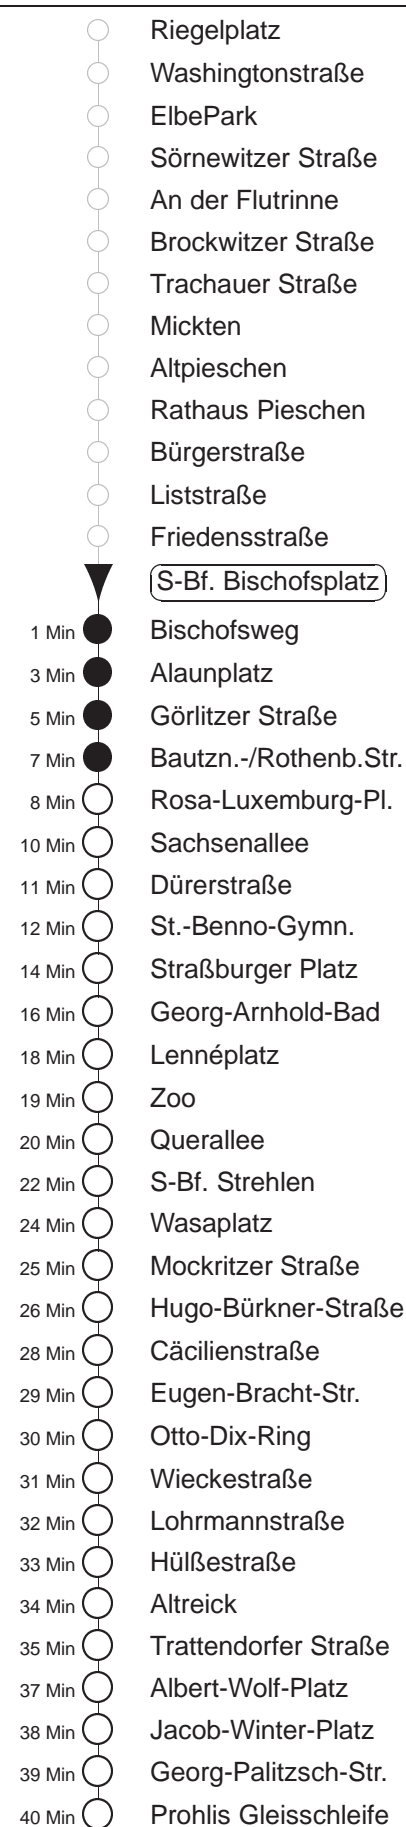 Riegelplatz
Washingtonstraße
ElbePark
Sörnewitzer Straße
An der Flutrinne
Brockwitzer Straße
Trachauer Straße
Mickten
Altpieschen
Rathaus Pieschen
Bürgerstraße
Liststraße
Friedensstraße
S-Bf. Bischofsplatz
1 Min Bischofsweg
3 Min Alaunplatz
5 Min Görlitzer Straße
7 Min Bautzn.-/Rothenb.Str.
8 Min Rosa-Luxemburg-Pl.
10 Min Sachsenallee
11 Min Dürerstraße
12 Min St.-Benno-Gymn.
14 Min Straßburger Platz
16 Min Georg-Arnhold-Bad
18 Min Lennéplatz
19 Min Zoo
20 Min Querallee
22 Min S-Bf. Strehlen
24 Min Wasaplatz
25 Min Mockritzer Straße
26 Min Hugo-Bürkner-Straße
28 Min Cäcilienstraße
29 Min Eugen-Bracht-Str.
30 Min Otto-Dix-Ring
31 Min Wieckestraße
32 Min Lohrmannstraße
33 Min Hülßestraße
34 Min Altreick
35 Min Trattendorfer Straße
37 Min Albert-Wolf-Platz
38 Min Jacob-Winter-Platz
39 Min Georg-Palitzsch-Str.
40 Min Prohlis Gleisschleife